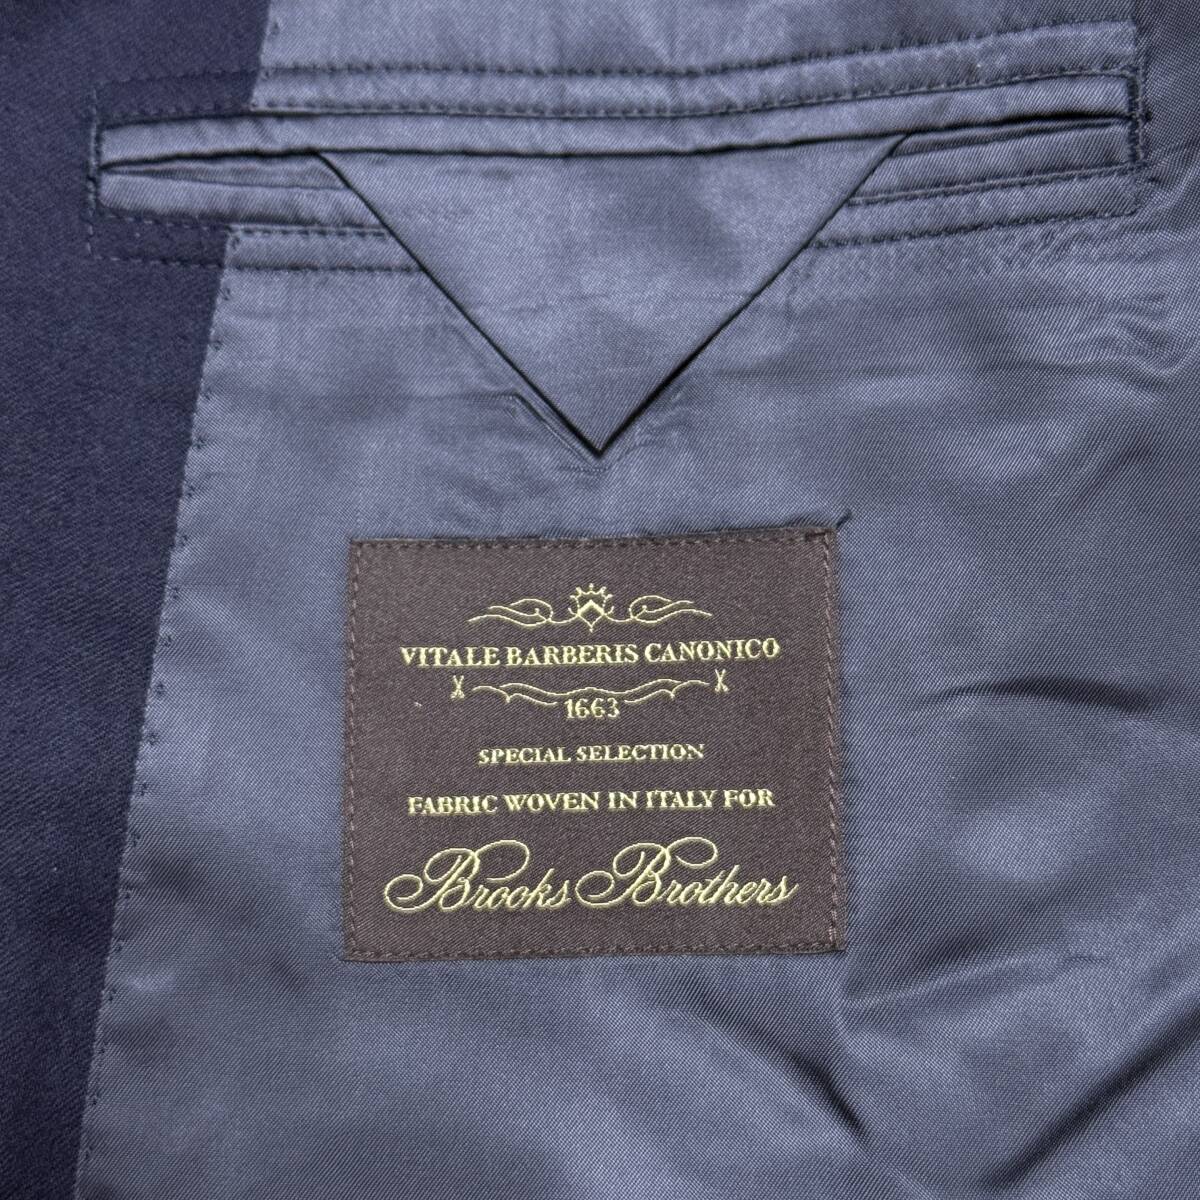 VITALE BARBERIS CANONICO
1663
SPECIAL SELECTION
FABRIC WOVEN IN ITALY FOR
Brooks Brothers